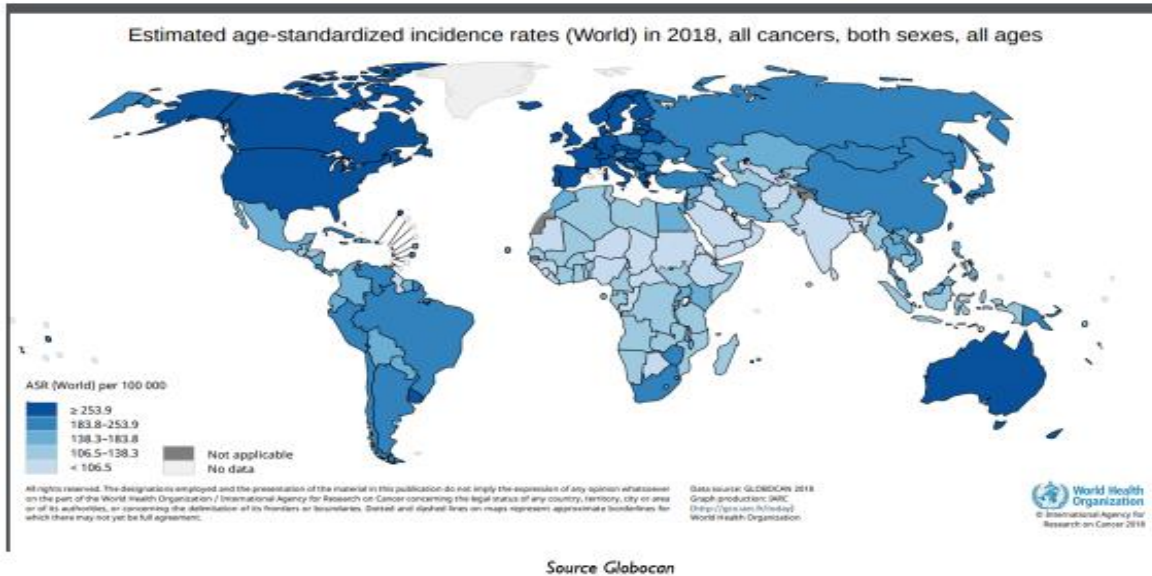 Estimated age-standardized incidence rates (World) in 2018, all cancers, both sexes, all ages
ASR (World) per 100 000
≥ 253.9
183.8–253.9
138.3–183.8
106.5–138.3
< 106.5
Not applicable
No data
All rights reserved. The designations employed and the presentation of the material in this publication do not imply the expression of any opinion whatsoever
on the part of the World Health Organization / International Agency for Research on Cancer concerning the legal status of any country, territory, city or area
or of its authorities, or concerning the delimitation of its frontiers or boundaries. Dotted and dashed lines on maps represent approximate borderlines for
which there may not yet be full agreement.
Data source: GLOBOCAN 2018
Graph production: IARC
World Health Organization
World Health
Organization
© International Agency for
Research on Cancer 2018
Source Globocan